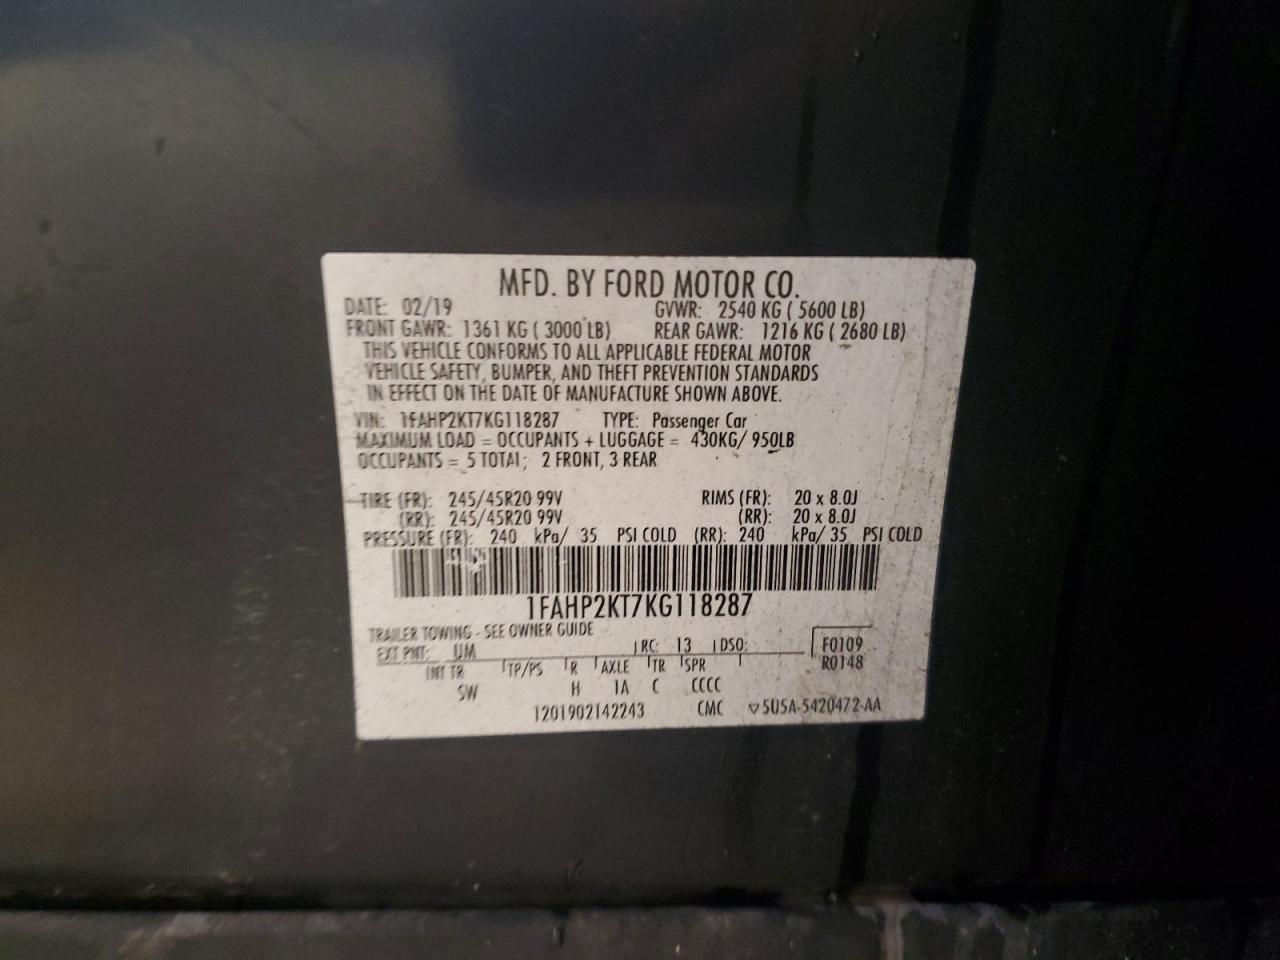 MFD. BY FORD MOTOR CO.
DATE: 02/19 GVWR: 2540 KG ( 5600 LB)
FRONT GAWR: 1361 KG ( 3000 LB) REAR GAWR: 1216 KG ( 2680 LB)
THIS VEHICLE CONFORMS TO ALL APPLICABLE FEDERAL MOTOR
VEHICLE SAFETY, BUMPER, AND THEFT PREVENTION STANDARDS
IN EFFECT ON THE DATE OF MANUFACTURE SHOWN ABOVE.
VIN: 1FAHP2KT7KG118287 TYPE: Passenger Car
MAXIMUM LOAD = OCCUPANTS + LUGGAGE = 430KG/ 950LB
OCCUPANTS = 5 TOTAL; 2 FRONT, 3 REAR
TIRE (FR): 245/45R20 99V RIMS (FR): 20 x 8.0J
(RR): 245/45R20 99V (RR): 20 x 8.0J
PRESSURE (FR): 240 kPa/ 35 PSI COLD (RR): 240 kPa/ 35 PSI COLD
1FAHP2KT7KG118287
TRAILER TOWING - SEE OWNER GUIDE
EXT PNT: UM RC: 13 DSO: F0109
INT TR TP/PS R AXLE TR SPR R0148
SW H 1A C CCCC
1201902142243 CMC ▽5U5A-5420472-AA